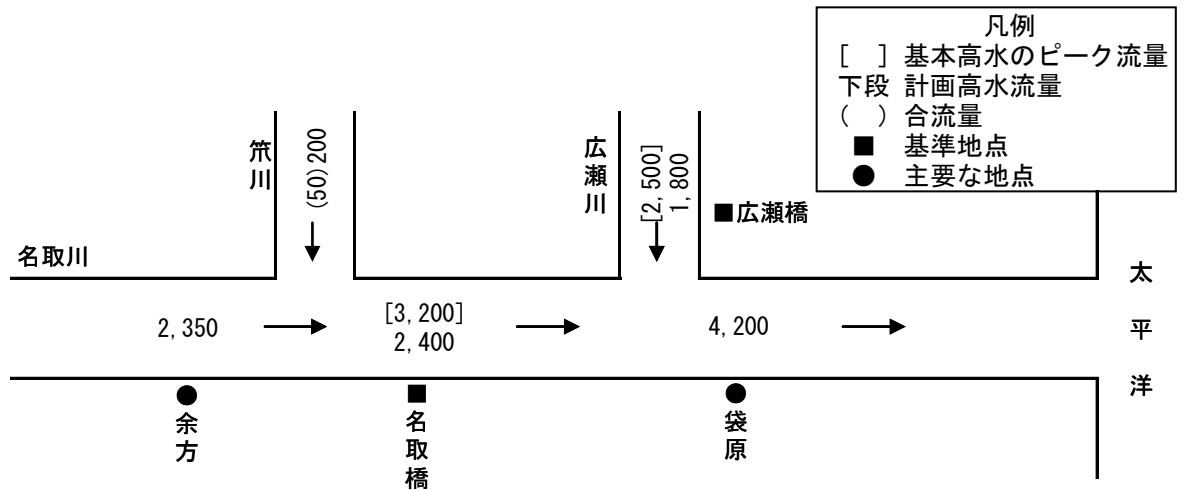 凡例
[ ] 基本高水のピーク流量
下段 計画高水流量
( ) 合流量
■ 基準地点
● 主要な地点
笊川
(50)200
広瀬川
[2,500]
1,800
■広瀬橋
名取川
太平洋
2,350
[3,200]
2,400
4,200
余方
名取橋
袋原